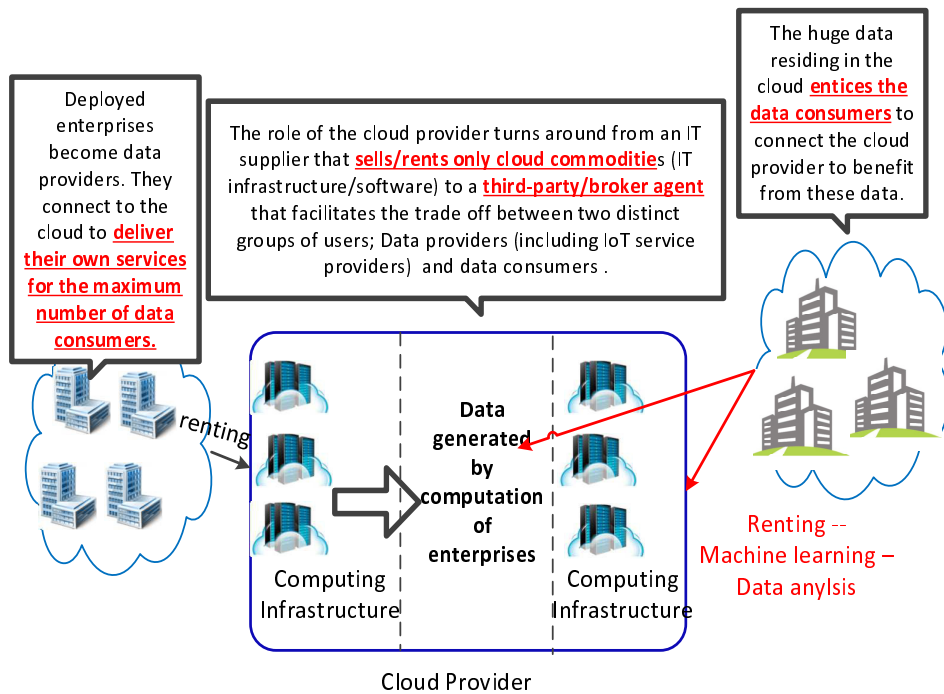 Deployed
enterprises
become data
providers. They
connect to the
cloud to deliver
their own services
for the maximum
number of data
consumers.
The role of the cloud provider turns around from an IT
supplier that sells/rents only cloud commodities (IT
infrastructure/software) to a third-party/broker agent
that facilitates the trade off between two distinct
groups of users; Data providers (including IoT service
providers) and data consumers .
The huge data
residing in the
cloud entices the
data consumers to
connect the cloud
provider to benefit
from these data.
renting
Data
generated
by
computation
of
enterprises
Computing
Infrastructure
Computing
Infrastructure
Renting --
Machine learning –
Data anylsis
Cloud Provider